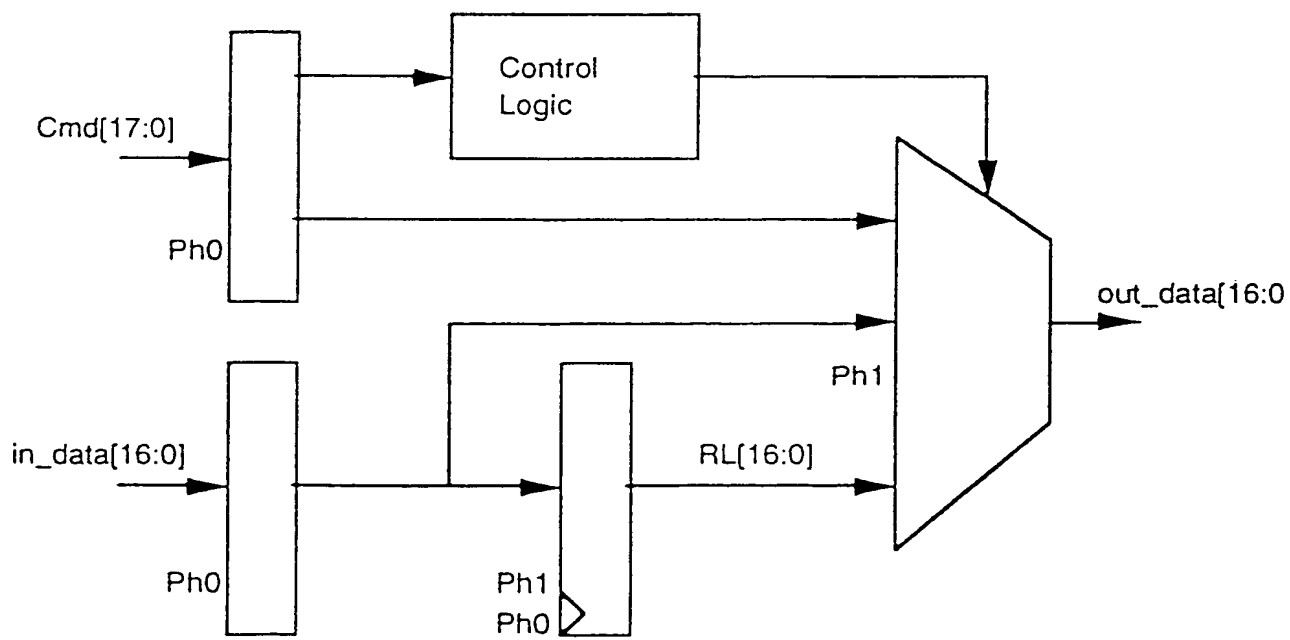 Control
Logic
Cmd[17:0]
Ph0
out_data[16:0
Ph1
in_data[16:0]
RL[16:0]
Ph0
Ph1
Ph0